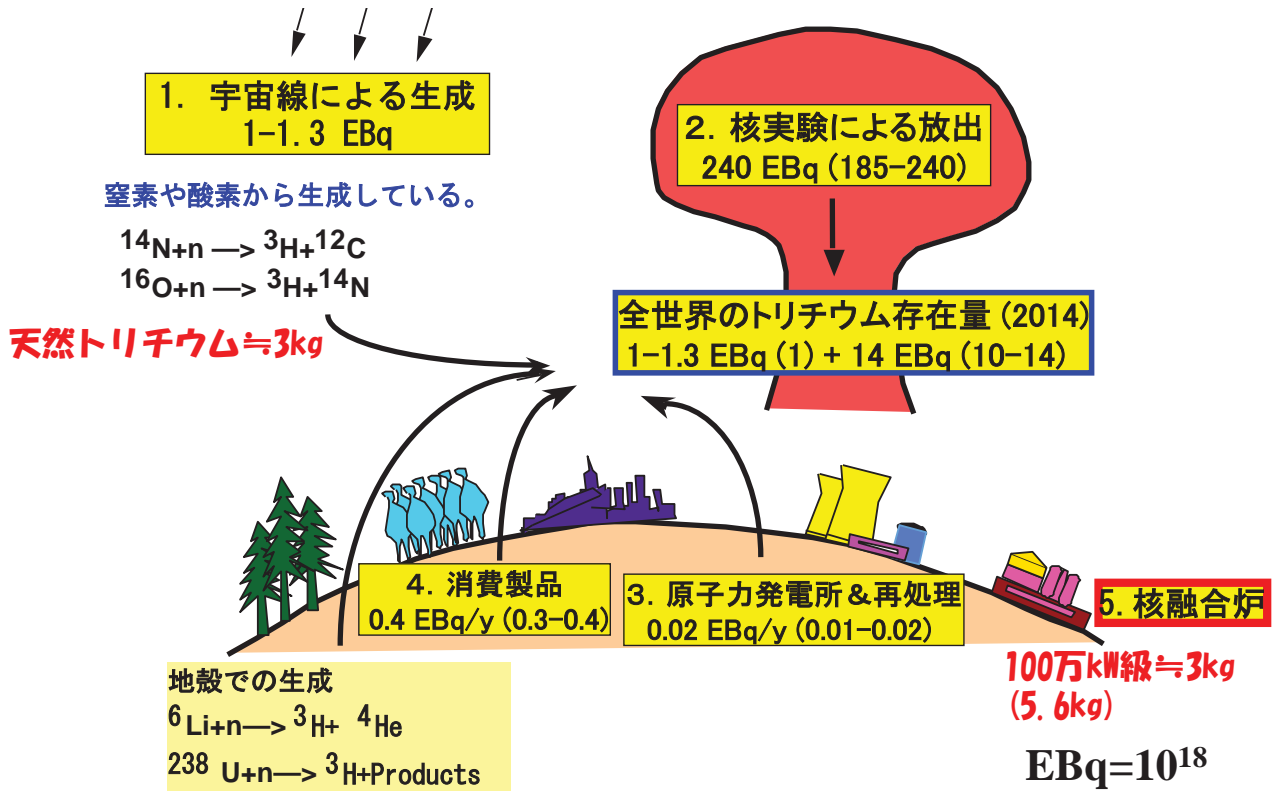 1. 宇宙線による生成
1-1.3 EBq
窒素や酸素から生成している。
¹⁴N+n —> ³H+¹²C
¹⁶O+n —> ³H+¹⁴N
天然トリチウム≒3kg
2. 核実験による放出
240 EBq (185-240)
全世界のトリチウム存在量 (2014)
1-1.3 EBq (1) + 14 EBq (10-14)
4. 消費製品
0.4 EBq/y (0.3-0.4)
3. 原子力発電所&再処理
0.02 EBq/y (0.01-0.02)
5. 核融合炉
100万kW級≒3kg
(5.6kg)
地殻での生成
⁶Li+n—> ³H+ ⁴He
²³⁸U+n—> ³H+Products
EBq=10¹⁸